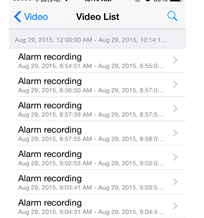 Video
Video List
Aug 29, 2015, 12:00:00 AM - Aug 29, 2015, 10:14:1...
Alarm recording
Aug 29, 2015, 8:54:51 AM - Aug 29, 2015, 8:55:0...
Alarm recording
Aug 29, 2015, 8:56:50 AM - Aug 29, 2015, 8:57:0...
Alarm recording
Aug 29, 2015, 8:57:39 AM - Aug 29, 2015, 8:57:5...
Alarm recording
Aug 29, 2015, 8:57:55 AM - Aug 29, 2015, 8:58:0...
Alarm recording
Aug 29, 2015, 9:02:53 AM - Aug 29, 2015, 9:03:0...
Alarm recording
Aug 29, 2015, 9:03:41 AM - Aug 29, 2015, 9:03:5...
Alarm recording
Aug 29, 2015, 9:04:31 AM - Aug 29, 2015, 9:04:4...